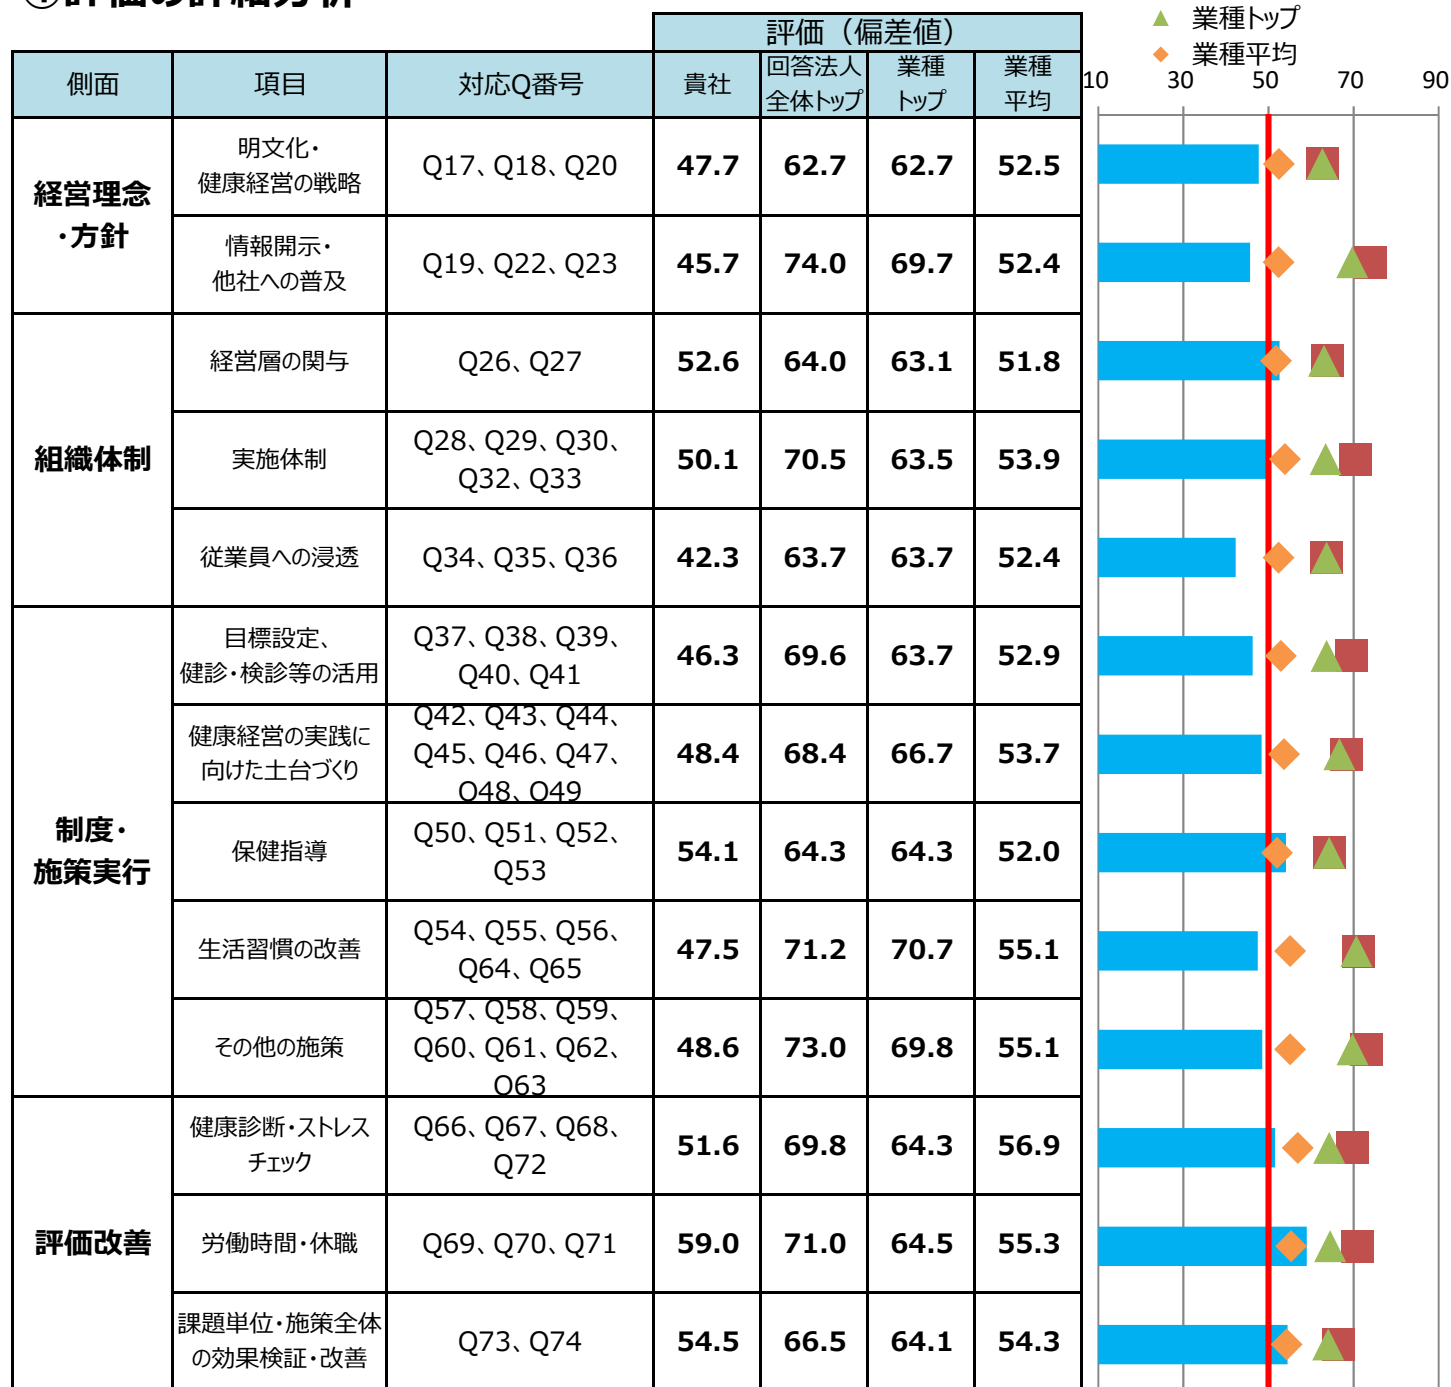 ①評価の詳細分析
▲ 業種トップ
◆ 業種平均
評価（偏差値）
側面 項目 対応Q番号 貴社 回答法人 業種 業種
全体トップ トップ 平均
10 30 50 70 90
経営理念
・方針
明文化・
健康経営の戦略
Q17、Q18、Q20
47.7 62.7 62.7 52.5
情報開示・
他社への普及
Q19、Q22、Q23
45.7 74.0 69.7 52.4
組織体制
経営層の関与
Q26、Q27
52.6 64.0 63.1 51.8
実施体制
Q28、Q29、Q30、
Q32、Q33
50.1 70.5 63.5 53.9
従業員への浸透
Q34、Q35、Q36
42.3 63.7 63.7 52.4
制度・
施策実行
目標設定、
健診・検診等の活用
Q37、Q38、Q39、
Q40、Q41
46.3 69.6 63.7 52.9
健康経営の実践に
向けた土台づくり
Q42、Q43、Q44、
Q45、Q46、Q47、
Q48、Q49
48.4 68.4 66.7 53.7
保健指導
Q50、Q51、Q52、
Q53
54.1 64.3 64.3 52.0
生活習慣の改善
Q54、Q55、Q56、
Q64、Q65
47.5 71.2 70.7 55.1
その他の施策
Q57、Q58、Q59、
Q60、Q61、Q62、
Q63
48.6 73.0 69.8 55.1
評価改善
健康診断・ストレス
チェック
Q66、Q67、Q68、
Q72
51.6 69.8 64.3 56.9
労働時間・休職
Q69、Q70、Q71
59.0 71.0 64.5 55.3
課題単位・施策全体
の効果検証・改善
Q73、Q74
54.5 66.5 64.1 54.3